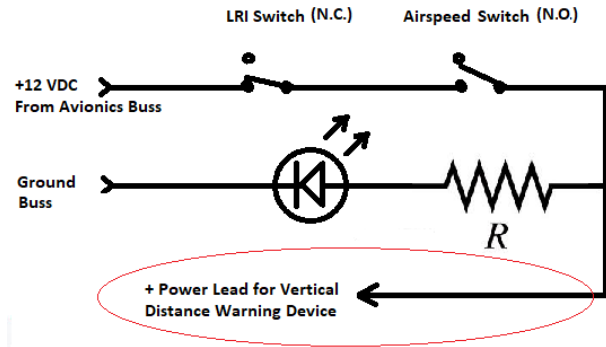 LRI Switch (N.C.)
Airspeed Switch (N.O.)
+12 VDC
From Avionics Buss
Ground
Buss
R
+ Power Lead for Vertical
Distance Warning Device